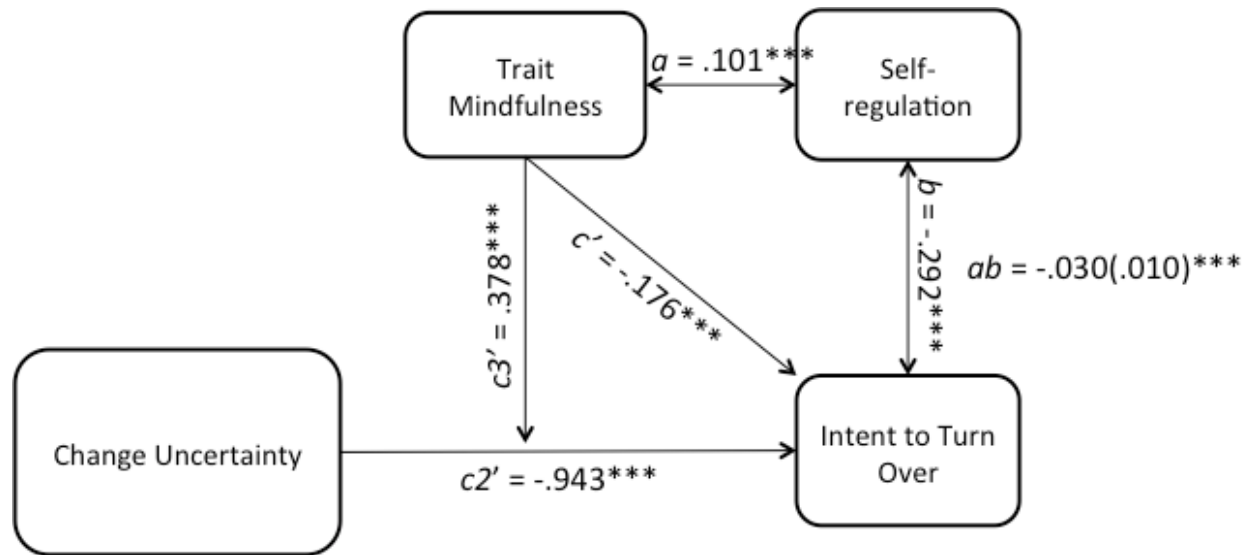 Trait
Mindfulness
a = .101***
Self-
regulation
c3’ = .378***
c’ = -.176***
b = -.292***
ab = -.030(.010)***
Change Uncertainty
c2’ = -.943***
Intent to Turn
Over